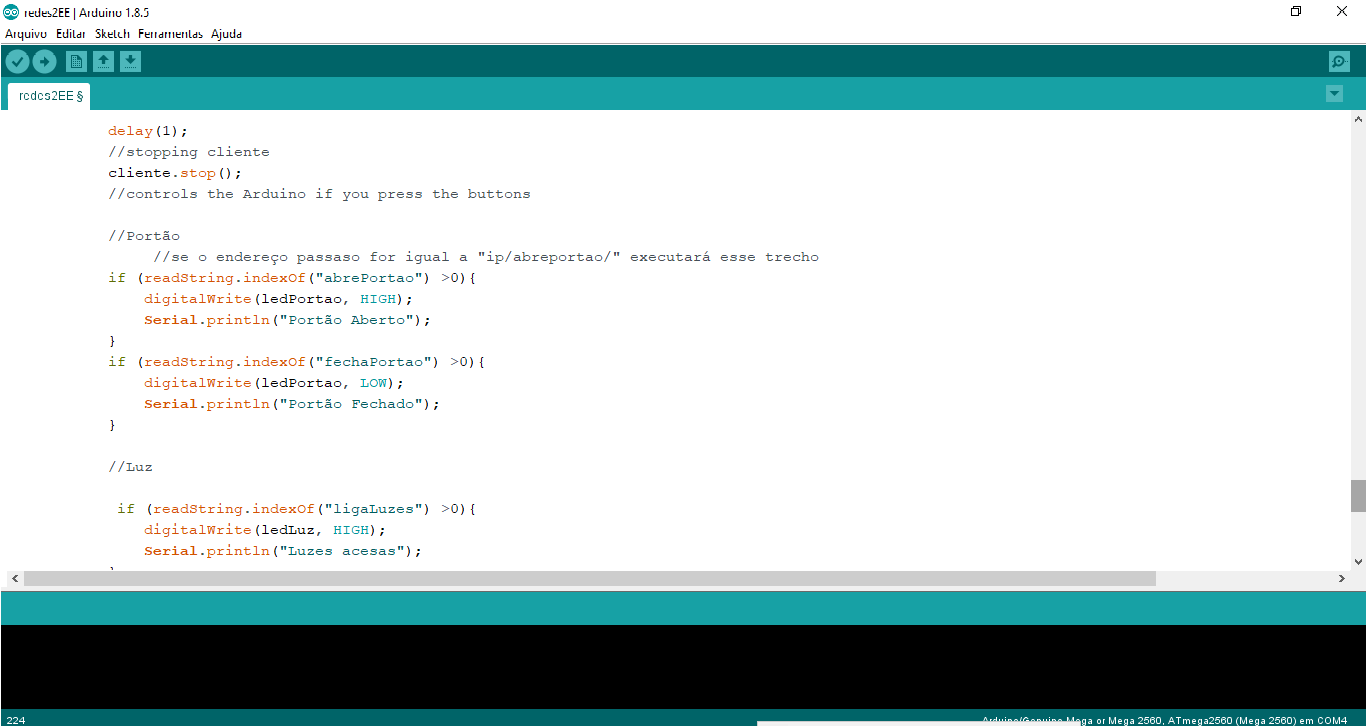 redes2EE | Arduino 1.8.5
Arquivo Editar Sketch Ferramentas Ajuda
redes2EE §
delay(1);
//stopping cliente
cliente.stop();
//controls the Arduino if you press the buttons
//Portão
//se o endereço passaso for igual a "ip/abreportao/" executará esse trecho
if (readString.indexOf("abrePortao") >0){
digitalWrite(ledPortao, HIGH);
Serial.println("Portão Aberto");
}
if (readString.indexOf("fechaPortao") >0){
digitalWrite(ledPortao, LOW);
Serial.println("Portão Fechado");
}
//Luz
if (readString.indexOf("ligaLuzes") >0){
digitalWrite(ledLuz, HIGH);
Serial.println("Luzes acesas");
224
Arduino/Genuino Mega or Mega 2560, ATmega2560 (Mega 2560) em COM4